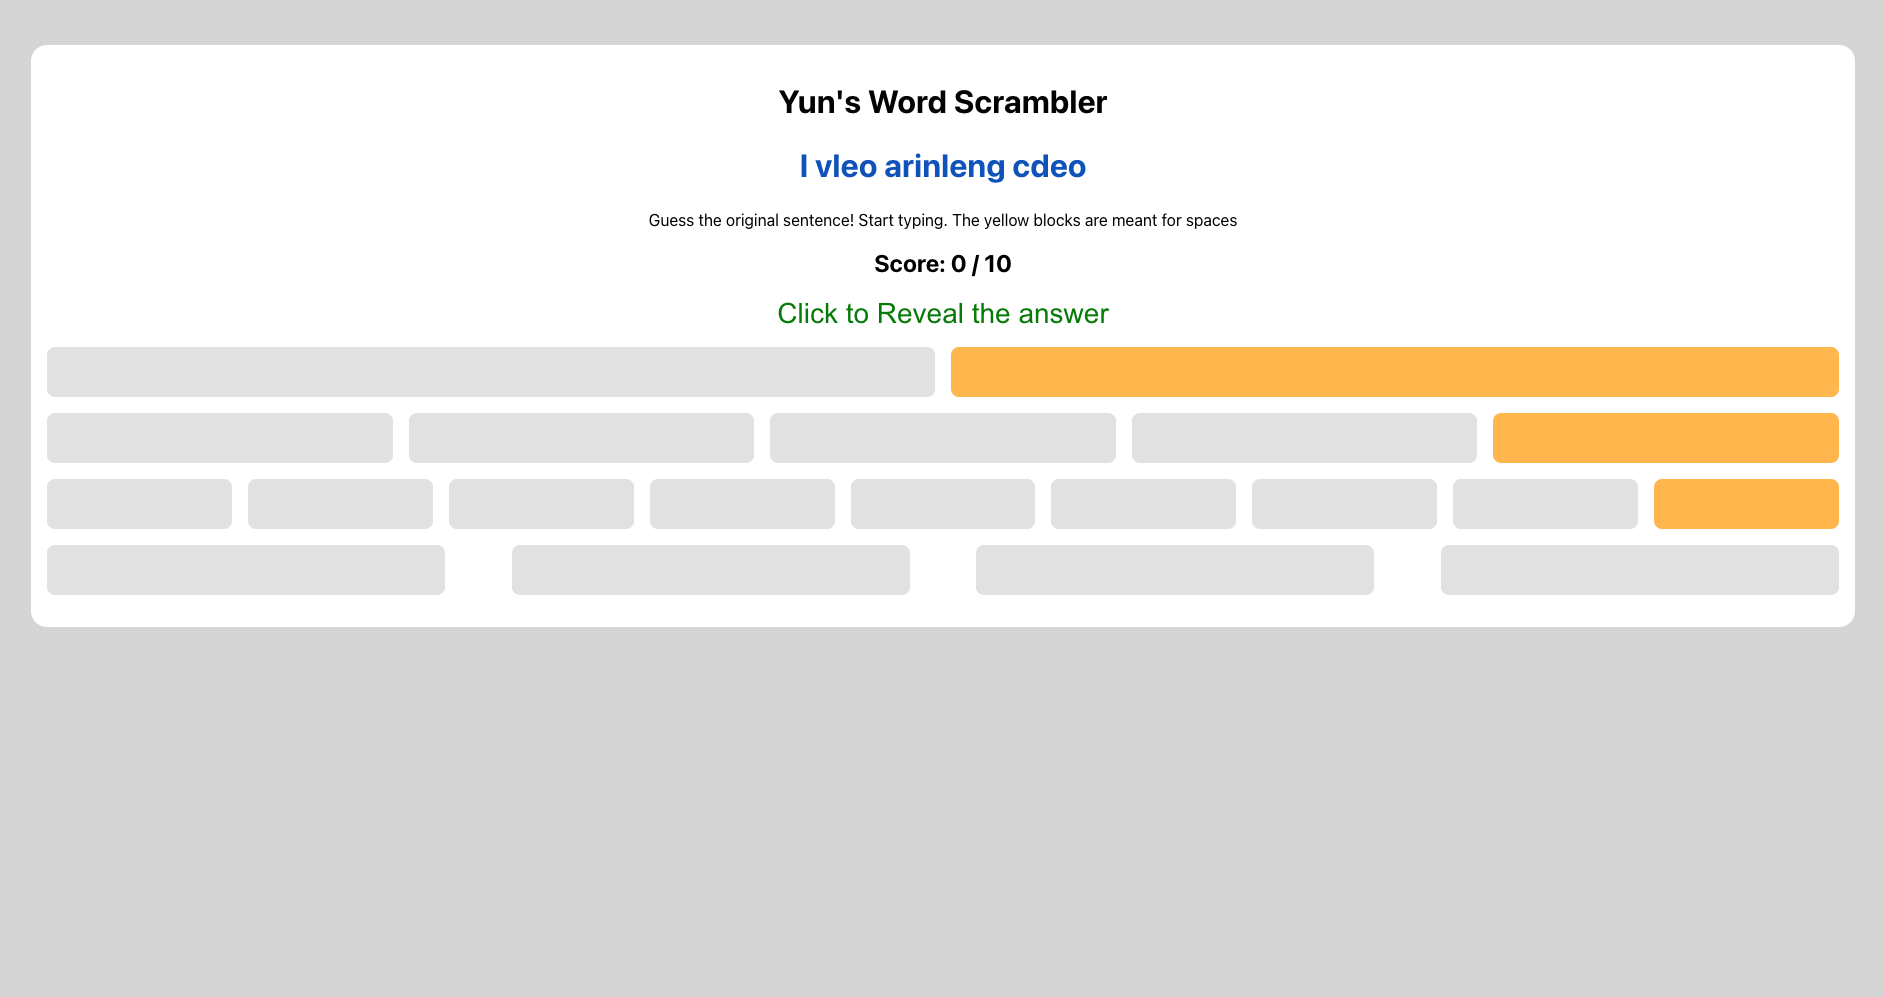 Yun's Word Scrambler
I vleo arinleng cdeo
Guess the original sentence! Start typing. The yellow blocks are meant for spaces
Score: 0 / 10
Click to Reveal the answer